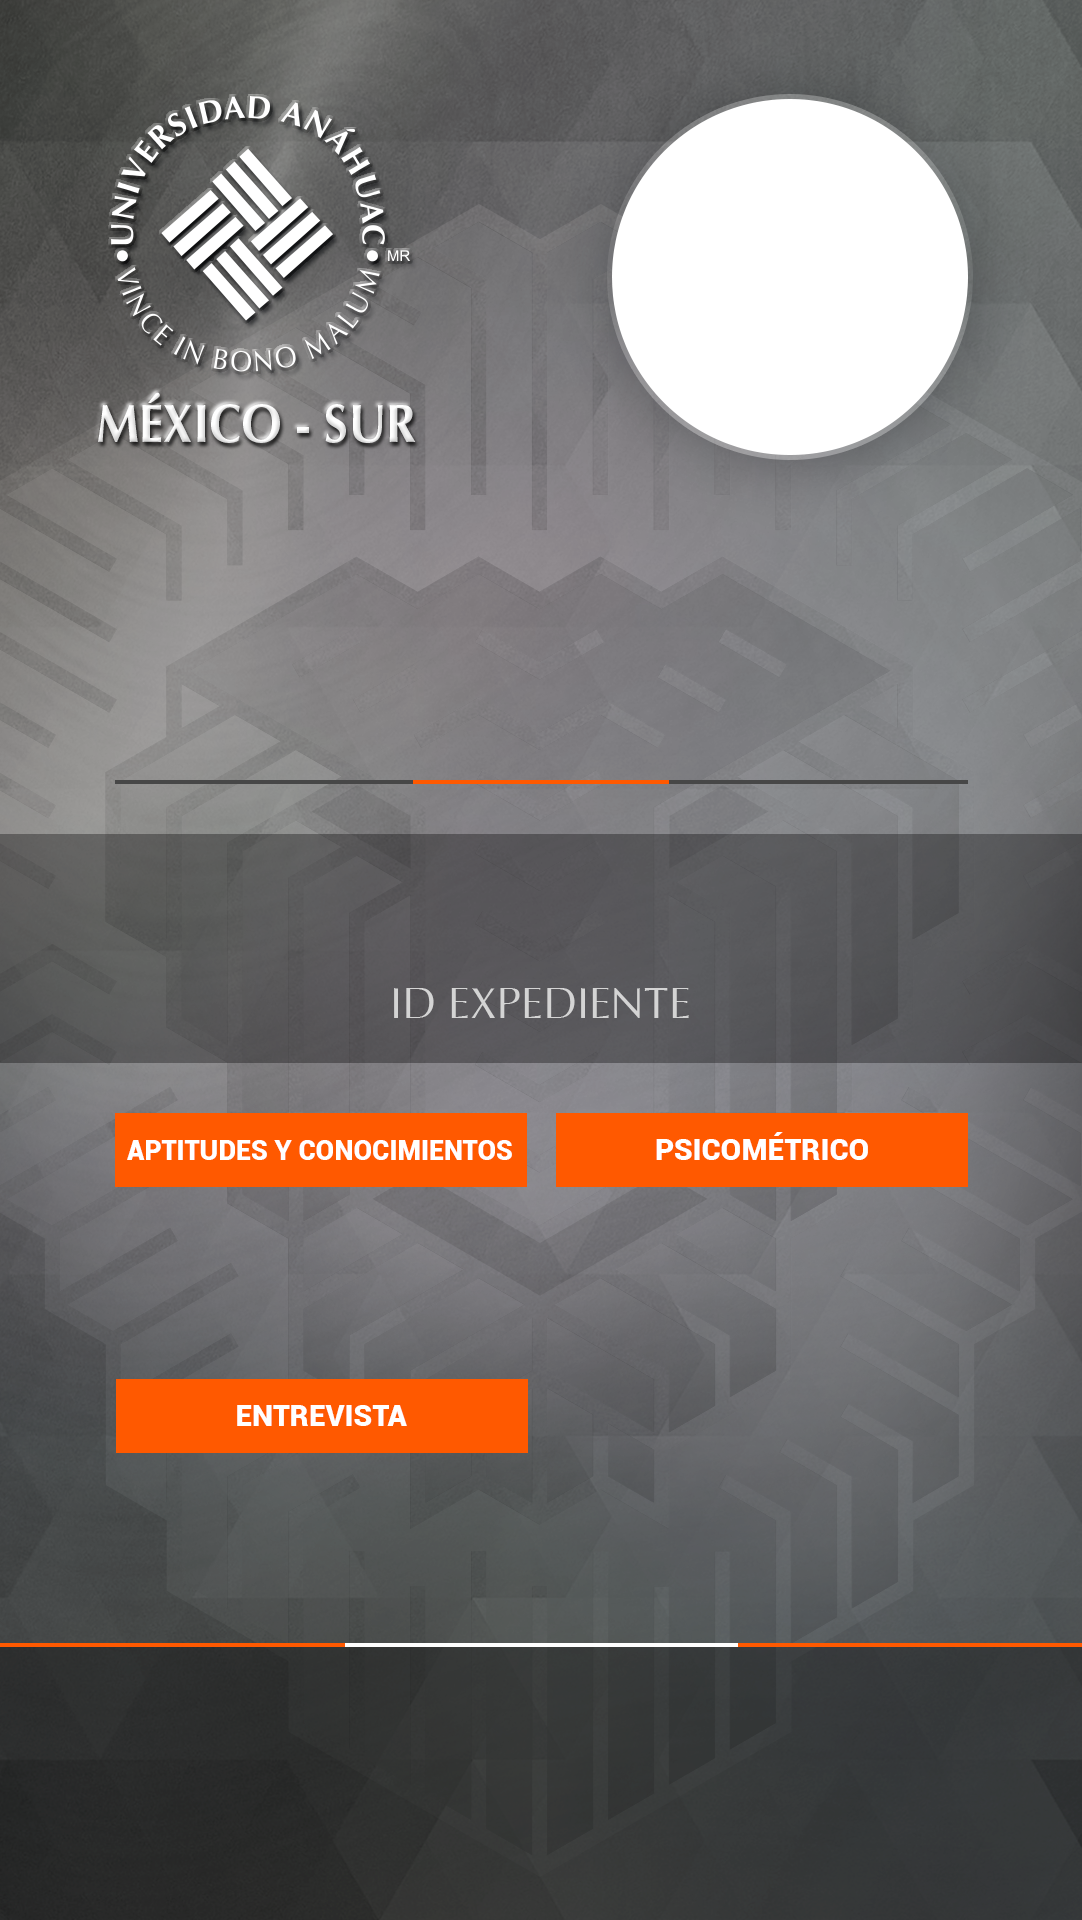 UNIVERSIDAD ANÁHUAC
MR
VINCE IN BONO MALUM
MÉXICO - SUR
ID EXPEDIENTE
APTITUDES Y CONOCIMIENTOS
PSICOMÉTRICO
ENTREVISTA